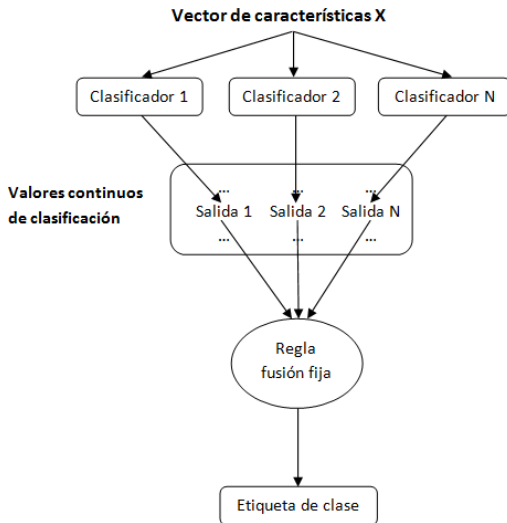 Vector de características X
Clasificador 1
Clasificador 2
Clasificador N
Valores continuos
de clasificación
... ... ...
Salida 1 Salida 2 Salida N
... ... ...
Regla
fusión fija
Etiqueta de clase